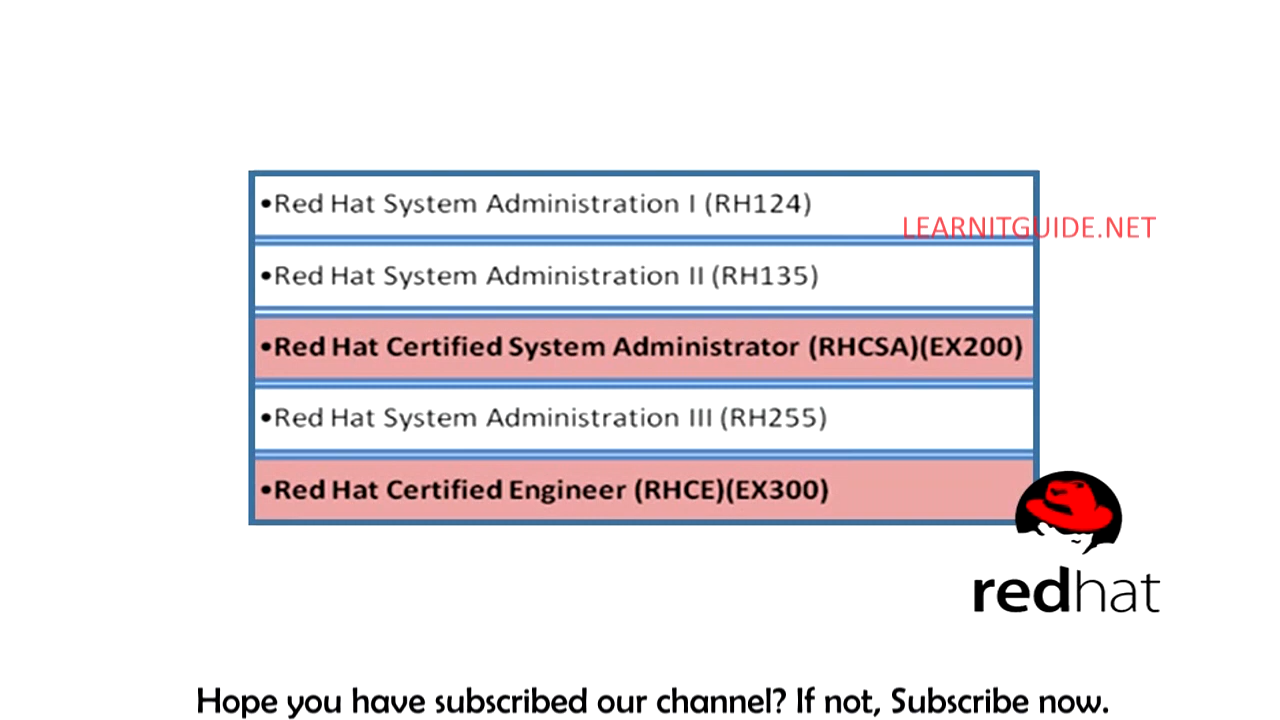 •Red Hat System Administration I (RH124)
LEARNITGUIDE.NET
•Red Hat System Administration II (RH135)
•Red Hat Certified System Administrator (RHCSA)(EX200)
•Red Hat System Administration III (RH255)
•Red Hat Certified Engineer (RHCE)(EX300)
redhat
Hope you have subscribed our channel? If not, Subscribe now.